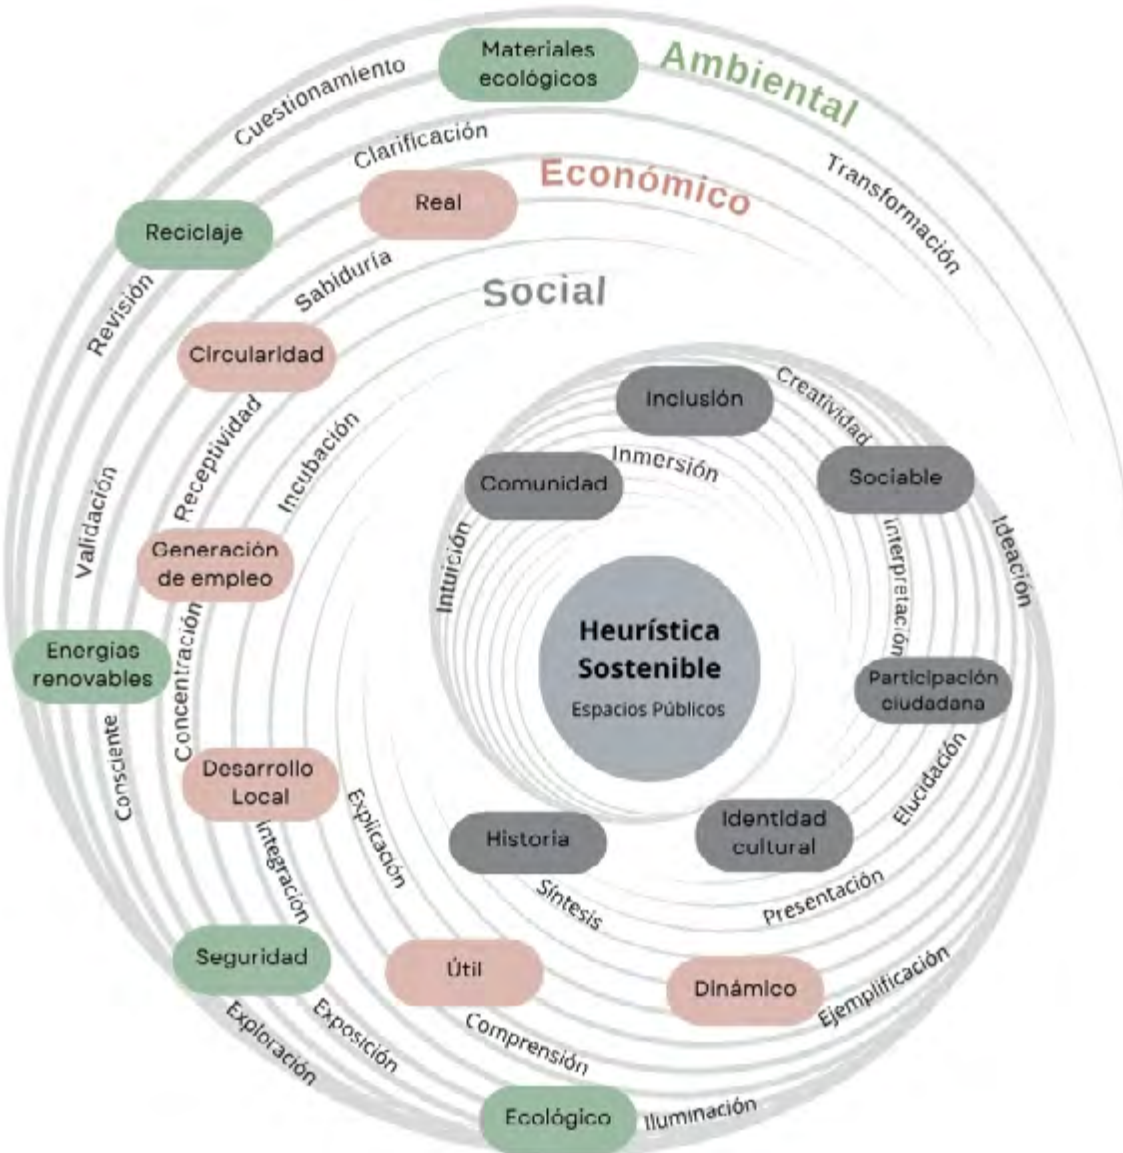 Materiales
ecológicos
Ambiental
Cuestionamiento
Clarificación
Transformación
Económico
Real
Reciclaje
Sabiduría
Revisión
Social
Circularidad
Inclusión
Creatividad
Receptividad
Incubación
Inmersión
Comunidad
Sociable
Validación
Intuición
Interpretación
Ideación
Generación
de empleo
Heurística
Sostenible
Espacios Públicos
Energías
renovables
Concentración
Participación
ciudadana
Consciente
Desarrollo
Local
Elucidación
Explicación
Historia
Identidad
cultural
Integración
Síntesis
Presentación
Seguridad
Útil
Dinámico
Ejemplificación
Exploración
Exposición
Comprensión
Ecológico
Iluminación